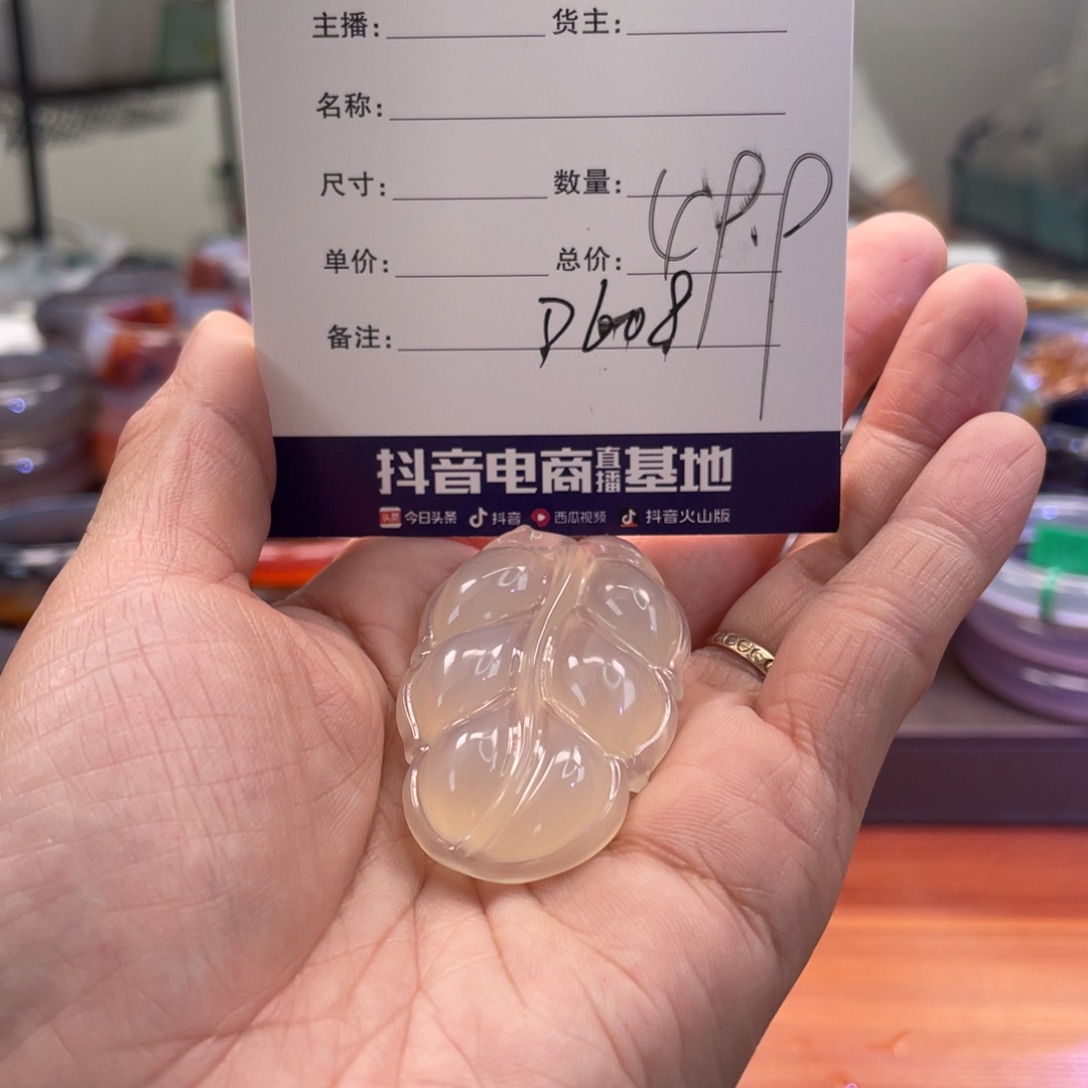 主播: 货主:
名称:
尺寸: 数量:
单价: 总价:
备注: D6008
抖音电商直播基地
今日头条 抖音 西瓜视频 抖音火山版